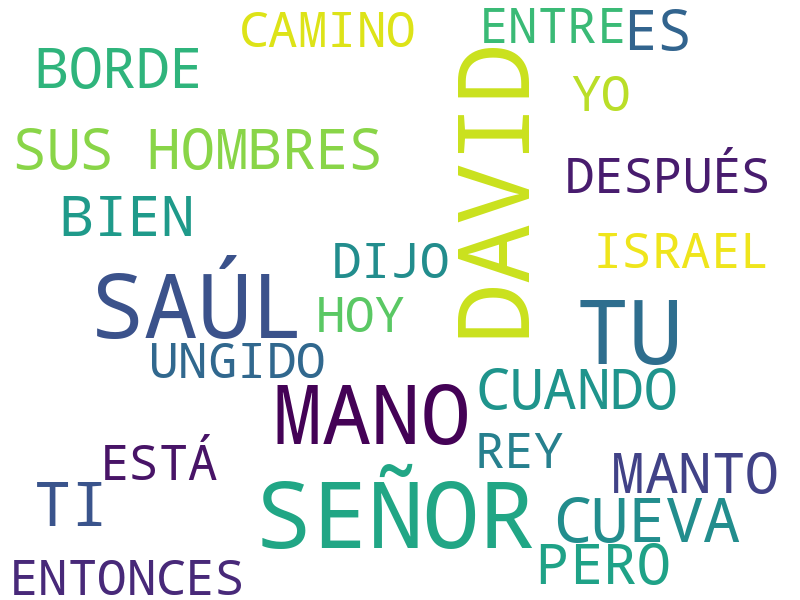 CAMINO
ENTRE
ES
BORDE
DAVID
YO
SUS HOMBRES
DESPUÉS
BIEN
DIJO
ISRAEL
SAÚL
HOY
TU
UNGIDO
MANO
CUANDO
REY
ESTÁ
MANTO
TI
SEÑOR
CUEVA
PERO
ENTONCES